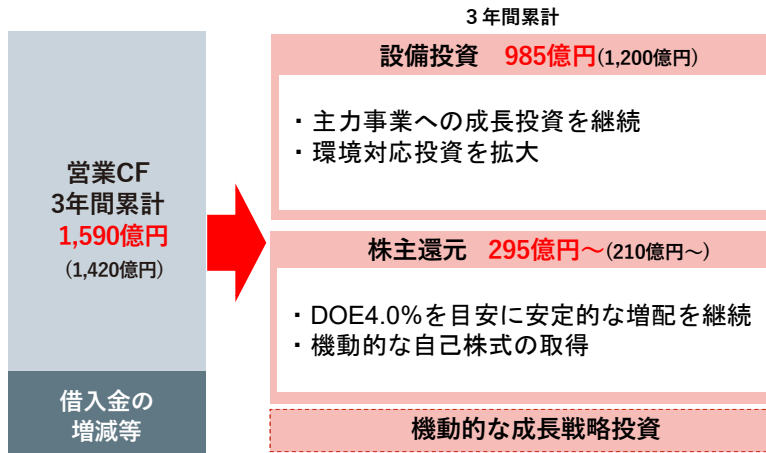 3年間累計
営業CF
3年間累計
1,590億円
(1,420億円)
借入金の
増減等
設備投資 985億円(1,200億円)
・主力事業への成長投資を継続
・環境対応投資を拡大
株主還元 295億円～(210億円～)
・DOE4.0%を目安に安定的な増配を継続
・機動的な自己株式の取得
機動的な成長戦略投資